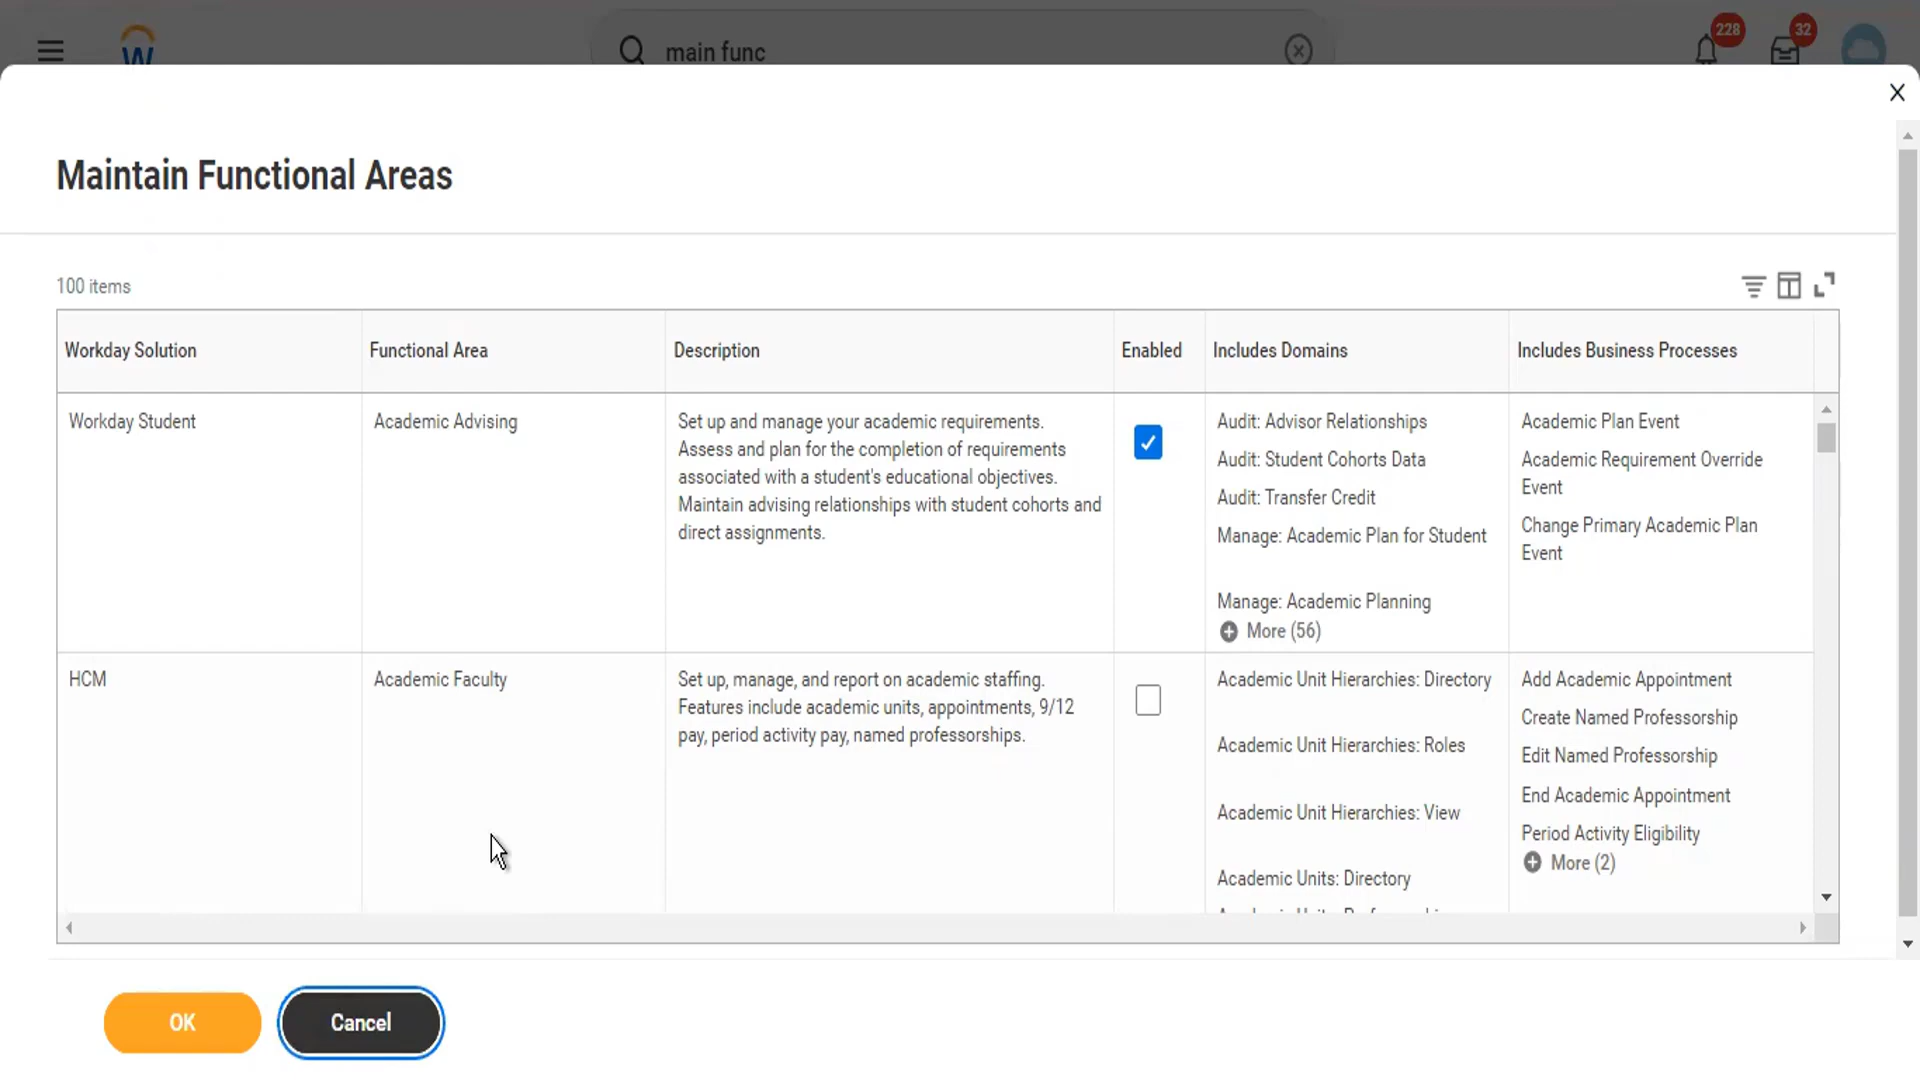 W
main func
228
32
X
Maintain Functional Areas
100 items
Workday Solution
Functional Area
Description
Enabled
Includes Domains
Includes Business Processes
Workday Student
Academic Advising
Set up and manage your academic requirements.
Assess and plan for the completion of requirements
associated with a student's educational objectives.
Maintain advising relationships with student cohorts and
direct assignments.
Audit: Advisor Relationships
Audit: Student Cohorts Data
Audit: Transfer Credit
Manage: Academic Plan for Student
Manage: Academic Planning
More (56)
Academic Plan Event
Academic Requirement Override
Event
Change Primary Academic Plan
Event
HCM
Academic Faculty
Set up, manage, and report on academic staffing.
Features include academic units, appointments, 9/12
pay, period activity pay, named professorships.
Academic Unit Hierarchies: Directory
Academic Unit Hierarchies: Roles
Academic Unit Hierarchies: View
Academic Units: Directory
Add Academic Appointment
Create Named Professorship
Edit Named Professorship
End Academic Appointment
Period Activity Eligibility
More (2)
OK
Cancel